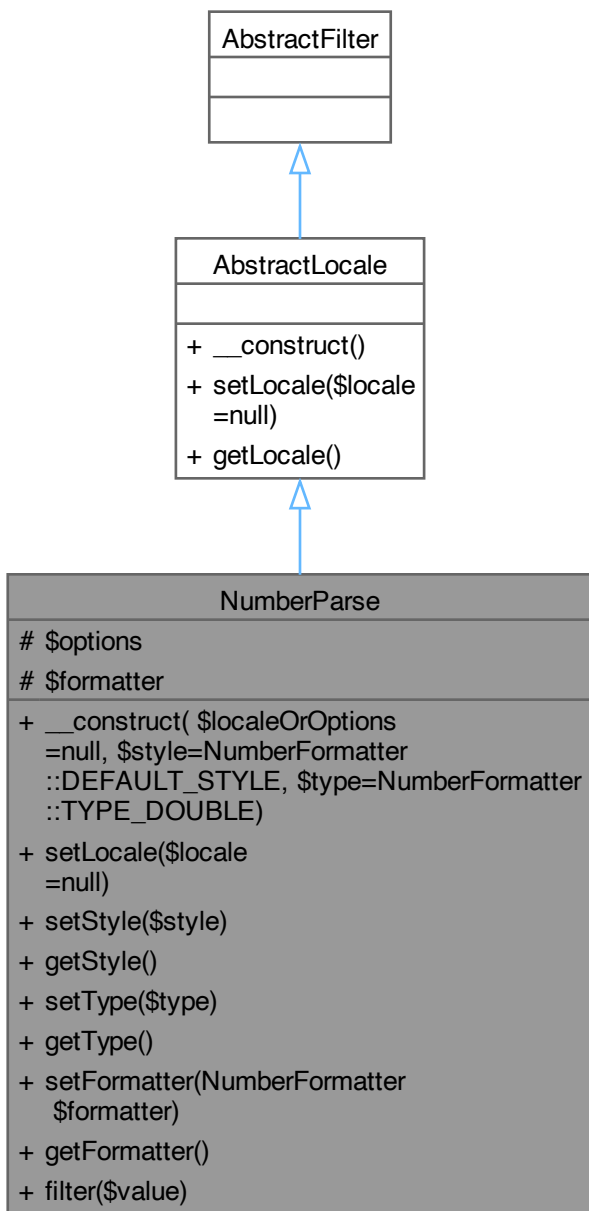 AbstractFilter
AbstractLocale
+ __construct()
+ setLocale($locale
=null)
+ getLocale()
NumberParse
# $options
# $formatter
+ __construct( $localeOrOptions
=null, $style=NumberFormatter
::DEFAULT_STYLE, $type=NumberFormatter
::TYPE_DOUBLE)
+ setLocale($locale
=null)
+ setStyle($style)
+ getStyle()
+ setType($type)
+ getType()
+ setFormatter(NumberFormatter
$formatter)
+ getFormatter()
+ filter($value)